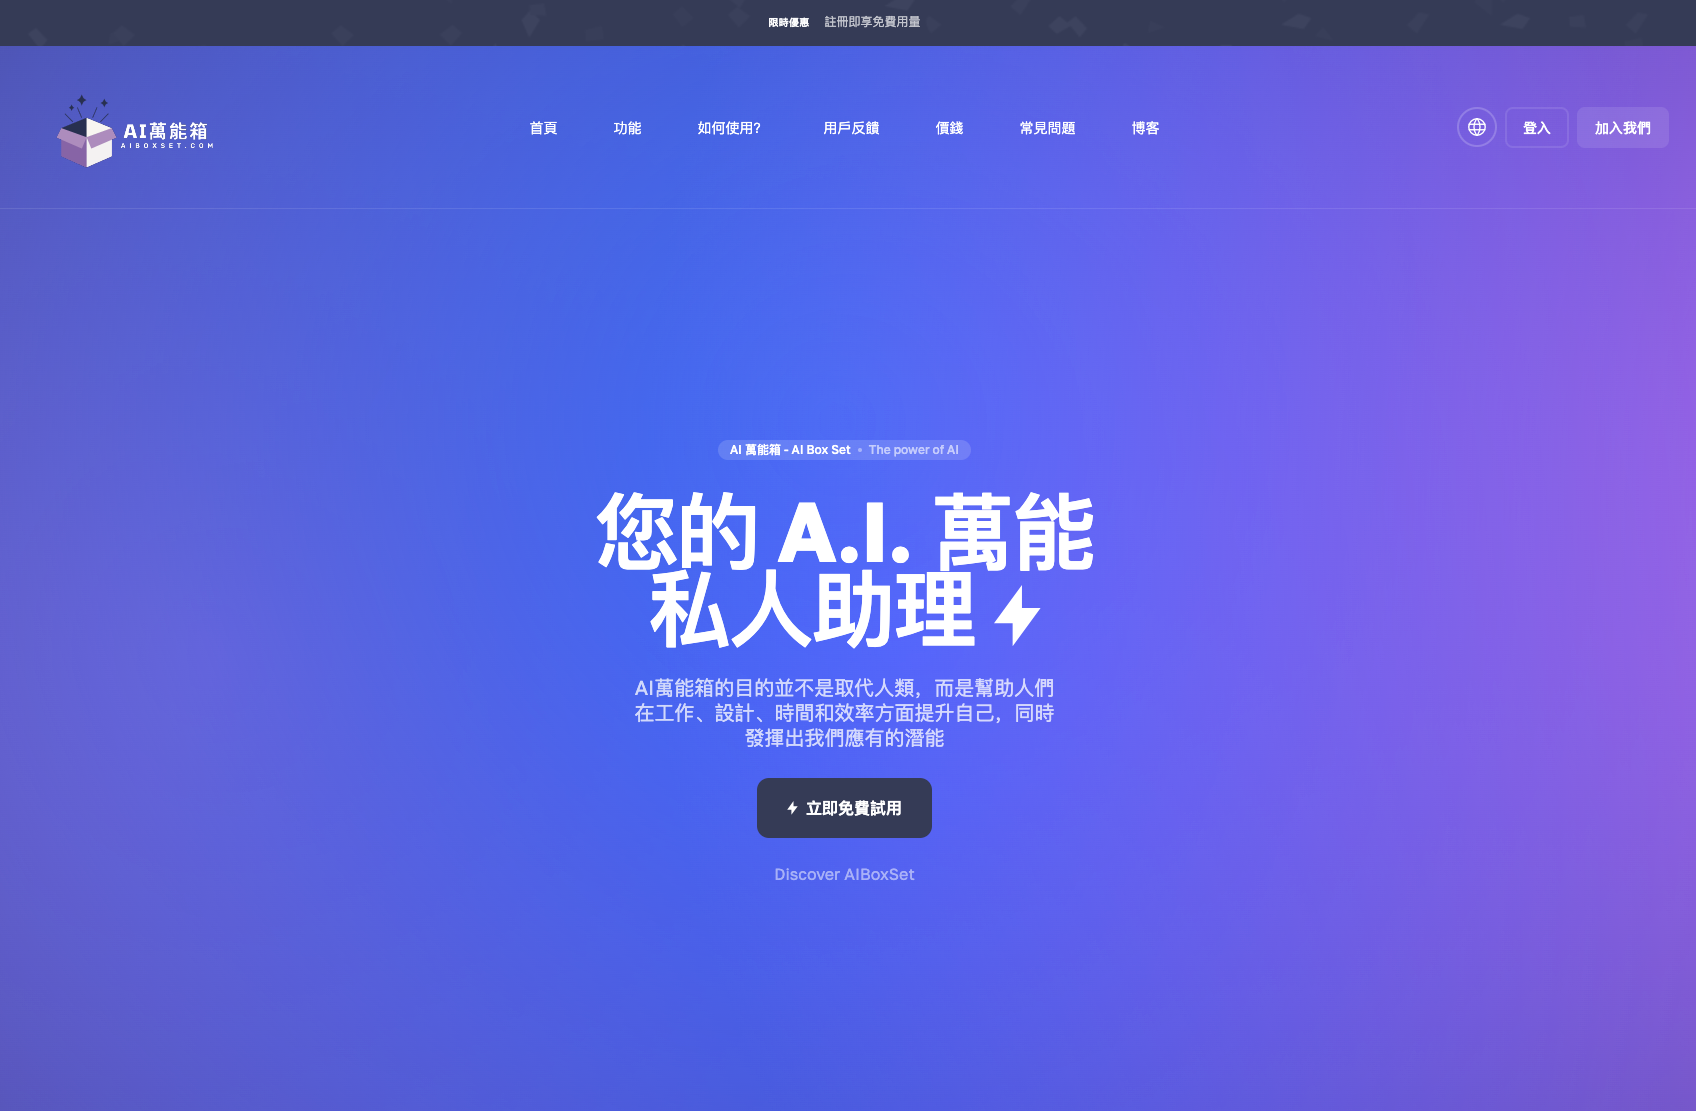 限時優惠 註冊即享免費用量
AI萬能箱
AIBOXSET.COM
首頁 功能 如何使用? 用戶反饋 價錢 常見問題 博客
登入 加入我們
AI 萬能箱 - AI Box Set • The power of AI
您的 A.I. 萬能
私人助理
AI萬能箱的目的並不是取代人類，而是幫助人們
在工作、設計、時間和效率方面提升自己，同時
發揮出我們應有的潛能
立即免費試用
Discover AIBoxSet